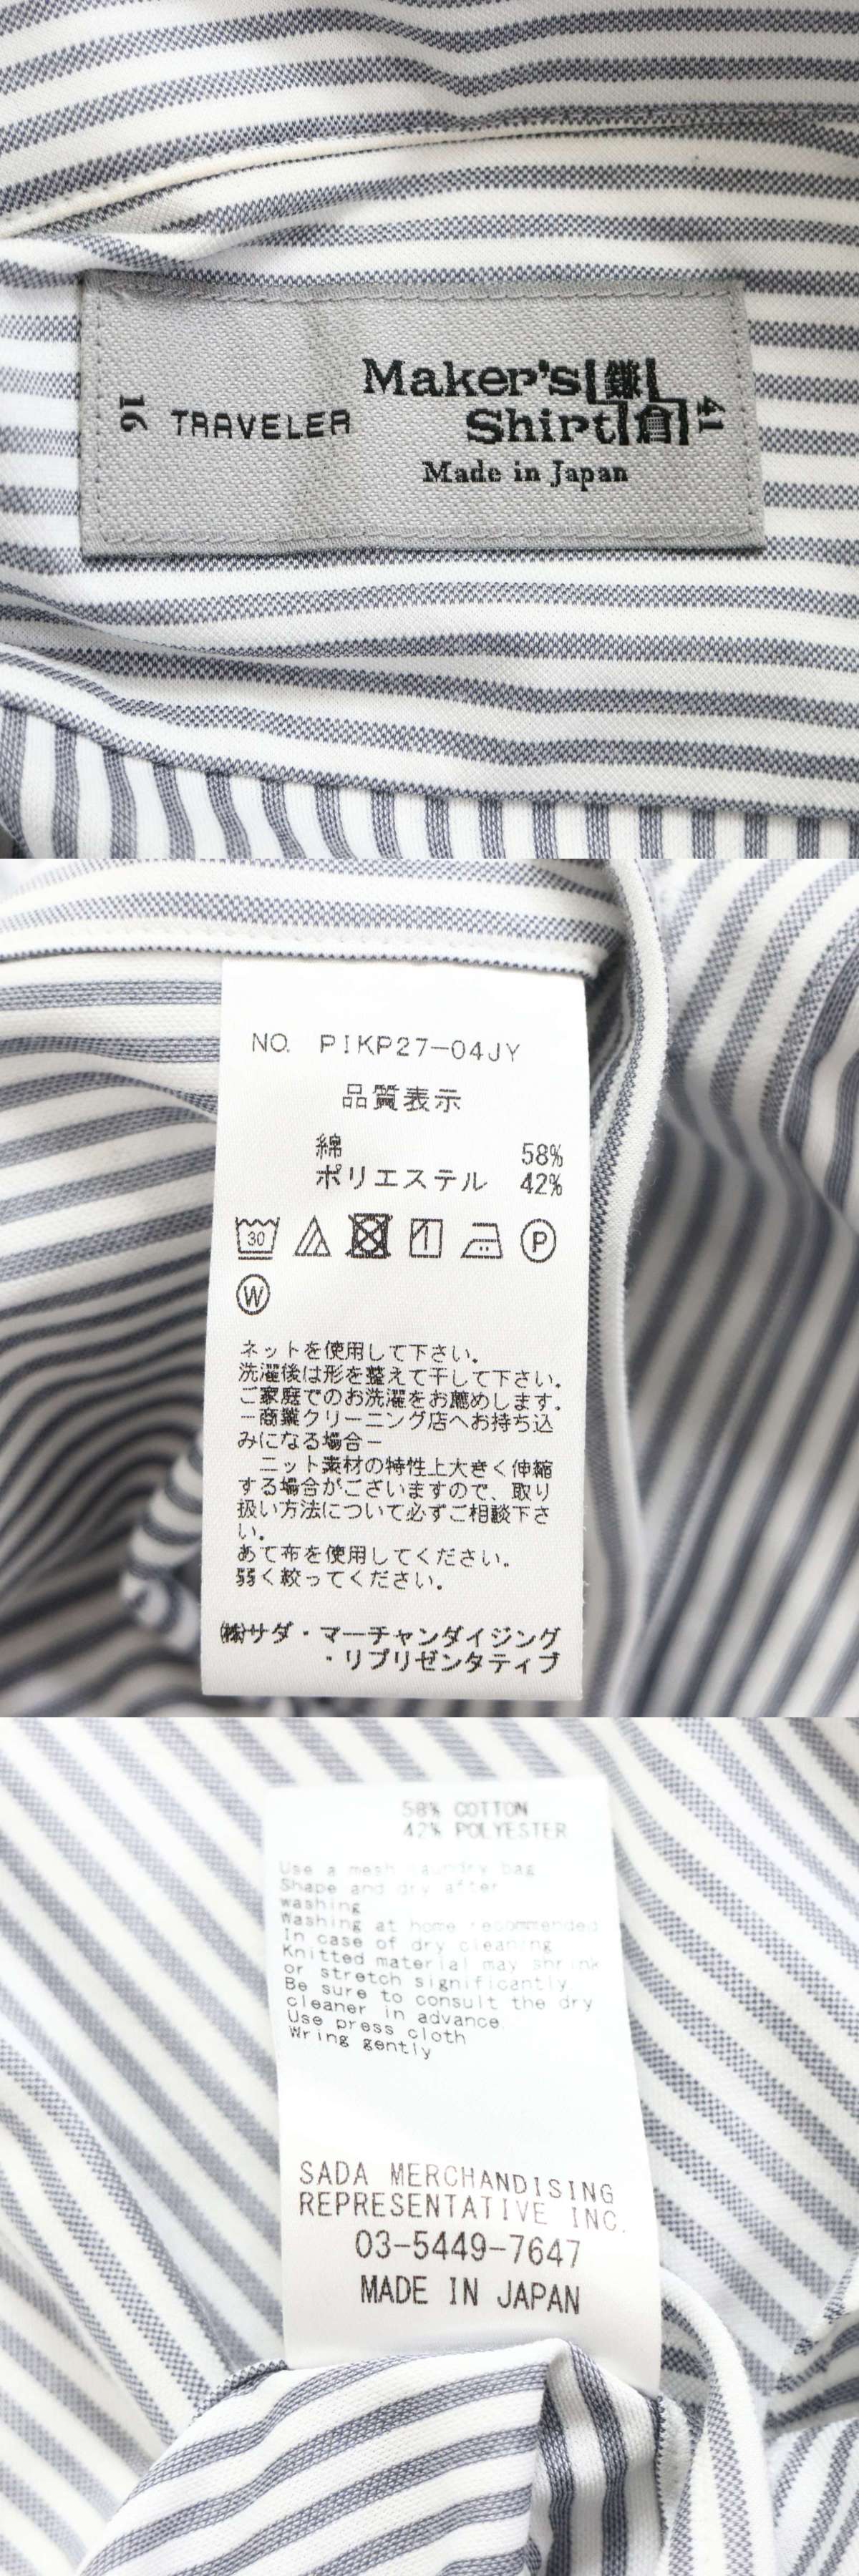 16
TRAVELER
Maker's 鎌
Shirt 倉
41
Made in Japan
NO. PIKP27-04JY
品質表示
綿 58%
ポリエステル 42%
30
P
W
ネットを使用して下さい。
洗濯後は形を整えて干して下さい。
ご家庭でのお洗濯をお薦めします。
－商業クリーニング店へお持ち込
みになる場合－
ニット素材の特性上大きく伸縮
する場合がございますので、取り
扱い方法について必ずご相談下さ
い。
あて布を使用してください。
弱く絞ってください。
㈱サダ・マーチャンダイジング
・リプリゼンタティブ
58% COTTON
42% POLYESTER
Use a mesh laundry bag
Shape and dry after
washing
Washing at home recommended
In case of dry cleaning
Knitted material may shrink
or stretch significantly
Be sure to consult the dry
cleaner in advance
Use press cloth
Wring gently
SADA MERCHANDISING
REPRESENTATIVE INC.
03-5449-7647
MADE IN JAPAN